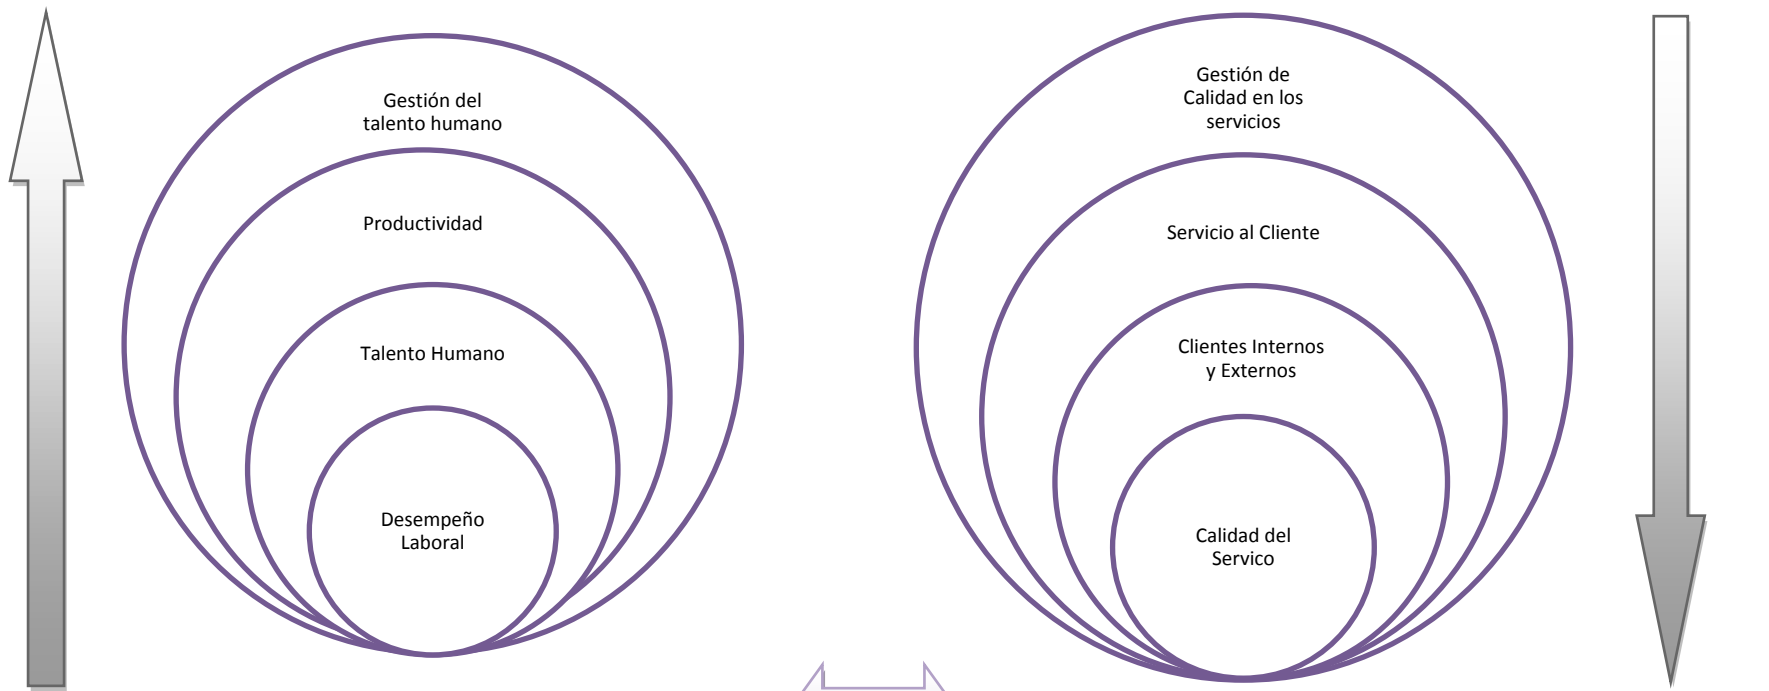 Gestión del
talento humano
Productividad
Talento Humano
Desempeño
Laboral
Gestión de
Calidad en los
servicios
Servicio al Cliente
Clientes Internos
y Externos
Calidad del
Servico